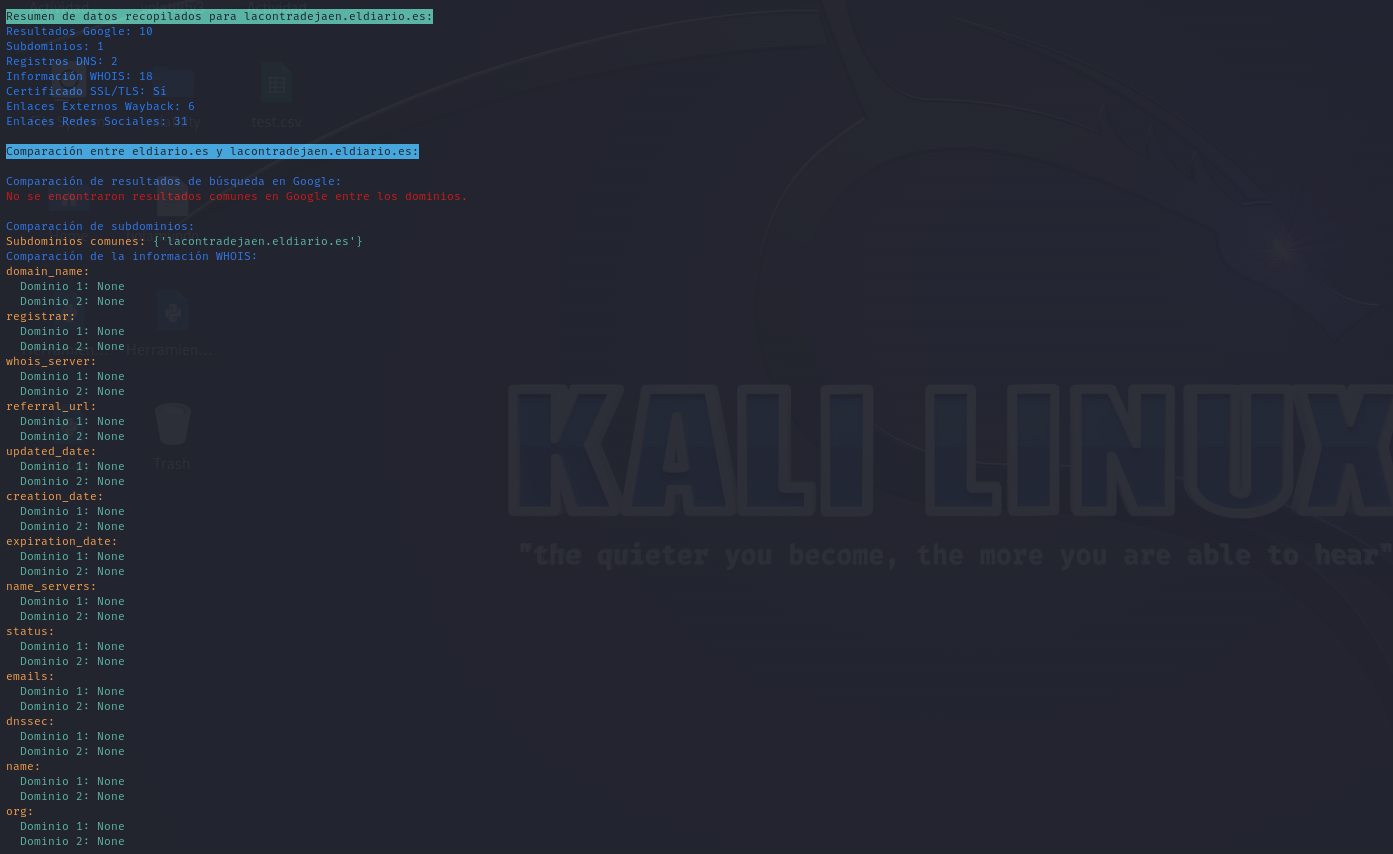 Resumen de datos recopilados para lacontradejaen.eldiario.es:
Resultados Google: 10
Subdominios: 1
Registros DNS: 2
Información WHOIS: 18
Certificado SSL/TLS: Sí
Enlaces Externos Wayback: 6
Enlaces Redes Sociales: 31
test.csv
Comparación entre eldiario.es y lacontradejaen.eldiario.es:
Comparación de resultados de búsqueda en Google:
No se encontraron resultados comunes en Google entre los dominios.
Comparación de subdominios:
Subdominios comunes: {'lacontradejaen.eldiario.es'}
Comparación de la información WHOIS:
domain_name:
Dominio 1: None
Dominio 2: None
registrar:
Dominio 1: None
Dominio 2: None
Herramien...
whois_server:
Dominio 1: None
Dominio 2: None
referral_url:
Dominio 1: None
Dominio 2: None
updated_date:
Dominio 1: None
Trash
Dominio 2: None
creation_date:
Dominio 1: None
Dominio 2: None
expiration_date:
Dominio 1: None
Dominio 2: None
name_servers:
Dominio 1: None
Dominio 2: None
status:
Dominio 1: None
Dominio 2: None
emails:
Dominio 1: None
Dominio 2: None
dnssec:
Dominio 1: None
Dominio 2: None
name:
Dominio 1: None
Dominio 2: None
org:
Dominio 1: None
Dominio 2: None
KALI LINUX
"the quieter you become, the more you are able to hear"